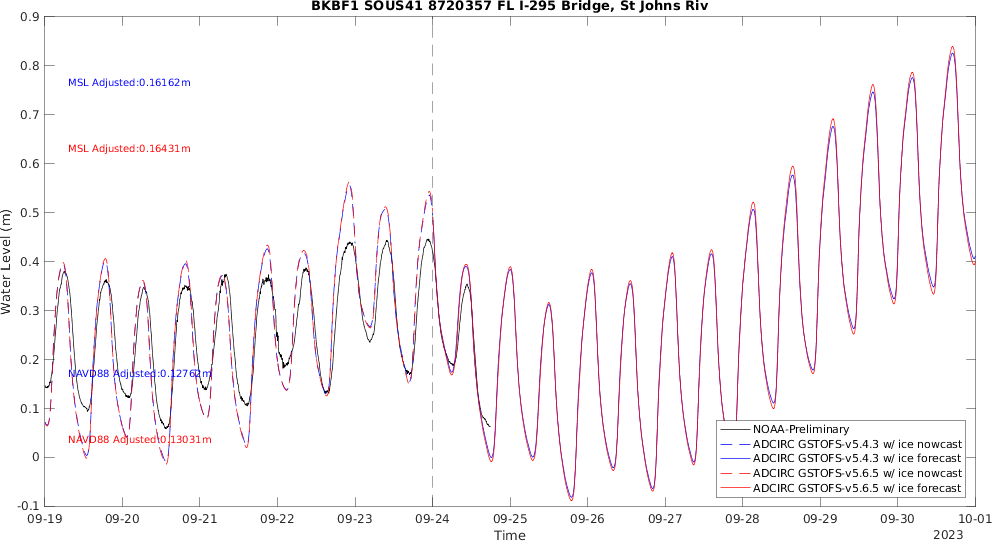 BKBF1 SOUS41 8720357 FL I-295 Bridge, St Johns Riv
0.9
0.8
0.7
0.6
0.5
0.4
0.3
0.2
0.1
0
-0.1
Water Level (m)
MSL Adjusted:0.16162m
MSL Adjusted:0.16431m
NAVD88 Adjusted:0.12762m
NAVD88 Adjusted:0.13031m
NOAA-Preliminary
ADCIRC GSTOFS-v5.4.3 w/ ice nowcast
ADCIRC GSTOFS-v5.4.3 w/ ice forecast
ADCIRC GSTOFS-v5.6.5 w/ ice nowcast
ADCIRC GSTOFS-v5.6.5 w/ ice forecast
09-19 09-20 09-21 09-22 09-23 09-24 09-25 09-26 09-27 09-28 09-29 09-30 10-01
Time
2023